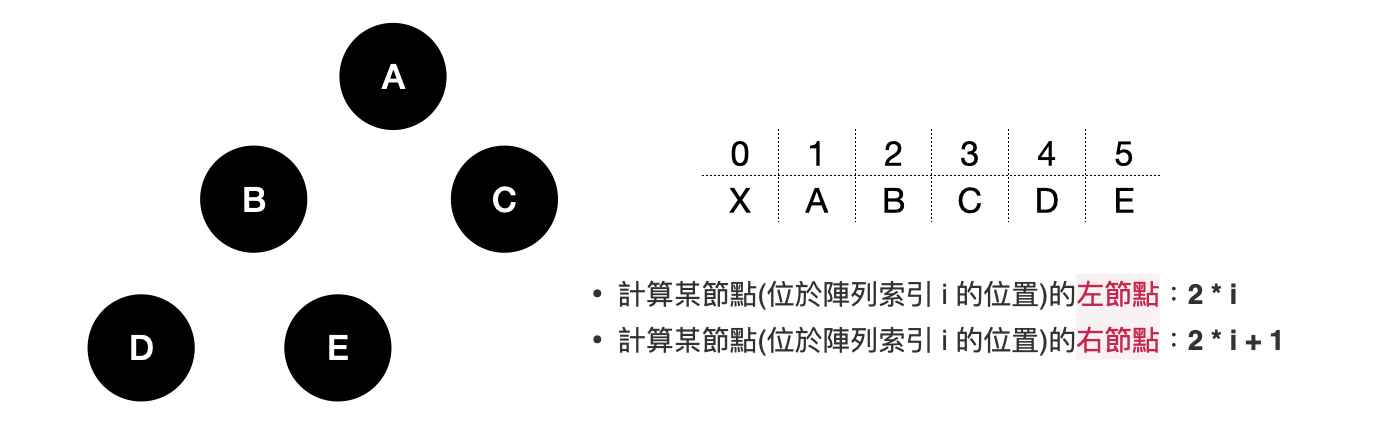 A
B
C
D
E
0 1 2 3 4 5
X A B C D E
• 計算某節點(位於陣列索引 i 的位置)的左節點：2 * i
• 計算某節點(位於陣列索引 i 的位置)的右節點：2 * i + 1